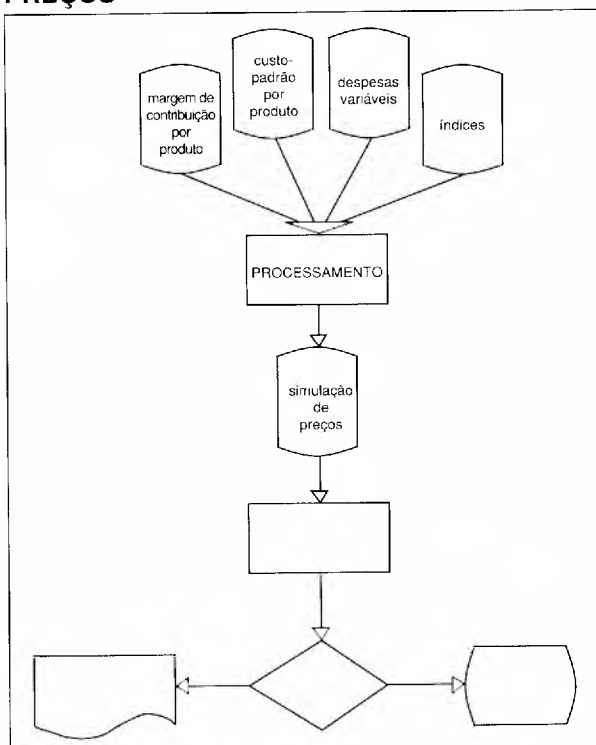 PREÇOS
margem de
contribuição
por
produto
custo-
padrão
por
produto
despesas
variáveis
índices
PROCESSAMENTO
simulação
de
preços